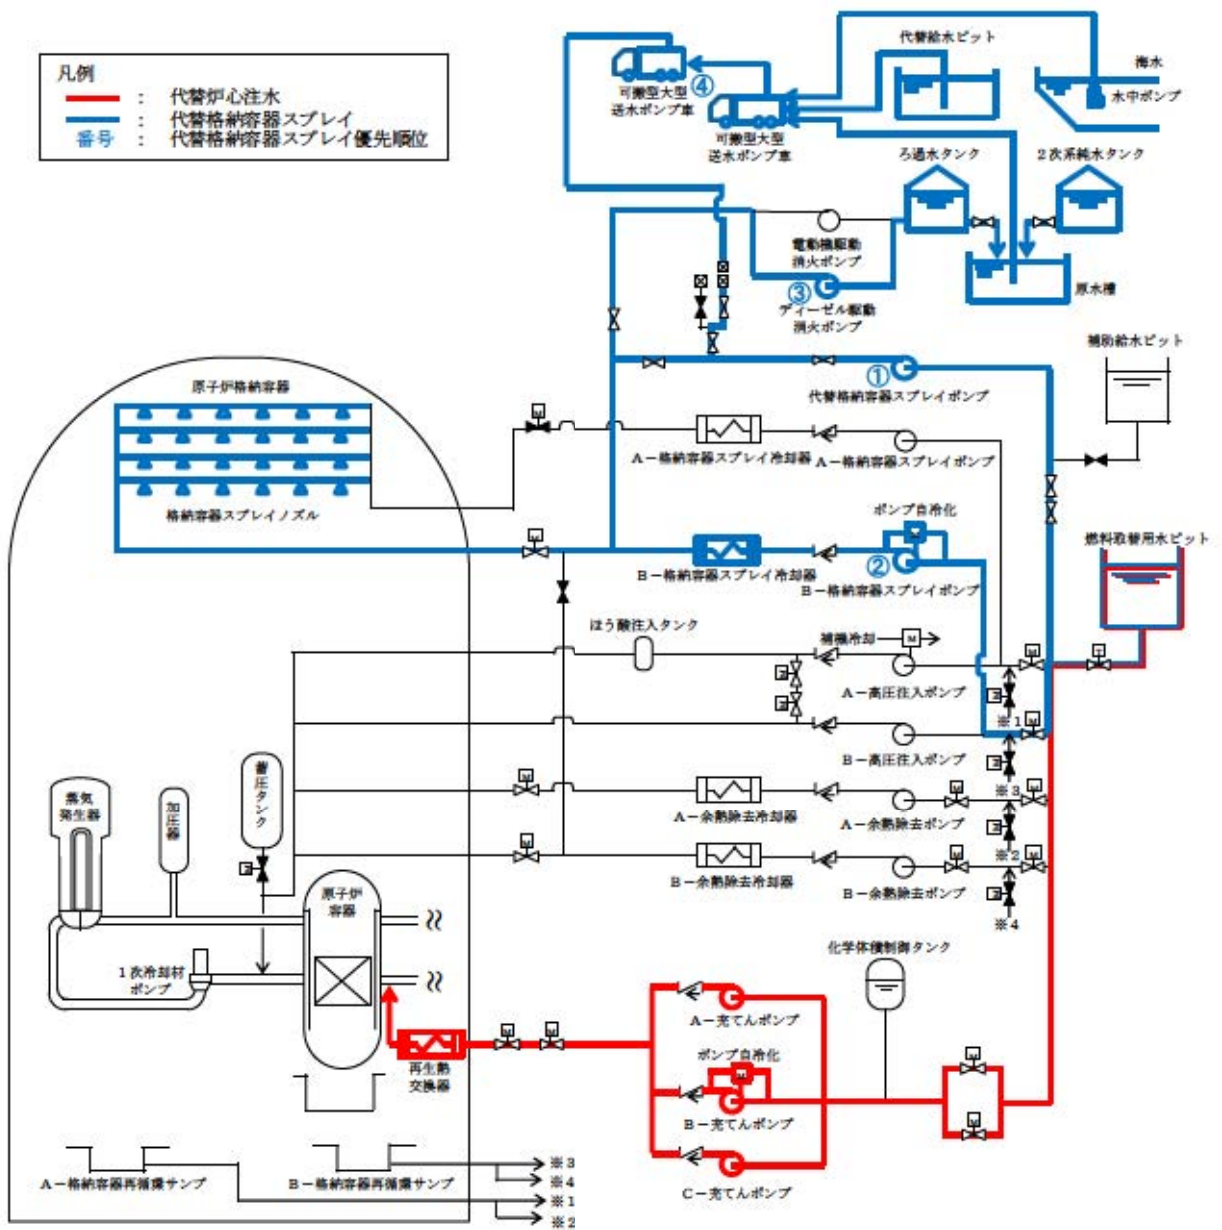 凡例
： 代替炉心注水
： 代替格納容器スプレイ
番号 ： 代替格納容器スプレイ優先順位
④
可搬型大型
送水ポンプ車
可搬型大型
送水ポンプ車
代替給水ピット
海水
水中ポンプ
ろ過水タンク
2次系純水タンク
電動機駆動
消火ポンプ
③
ディーゼル駆動
消火ポンプ
原水槽
補助給水ピット
①
代替格納容器スプレイポンプ
原子炉格納容器
格納容器スプレイノズル
M
A－格納容器スプレイ冷却器
A－格納容器スプレイポンプ
ポンプ自冷化
M
M
②
B－格納容器スプレイ冷却器
B－格納容器スプレイポンプ
燃料取替用水ピット
ほう酸注入タンク
補機冷却
M
A－高圧注入ポンプ
M
T
M
M
M
※1
M
B－高圧注入ポンプ
M
※3
M
A－余熱除去冷却器
A－余熱除去ポンプ
M
M
M
※2
M
B－余熱除去冷却器
B－余熱除去ポンプ
M
M
M
※4
蒸気
発生器
加圧器
蓄圧タンク
M
原子炉
容器
1次冷却材
ポンプ
再生熱
交換器
M
M
A－充てんポンプ
ポンプ自冷化
M
B－充てんポンプ
C－充てんポンプ
化学体積制御タンク
M
M
A－格納容器再循環サンプ
B－格納容器再循環サンプ
※3
※4
※1
※2